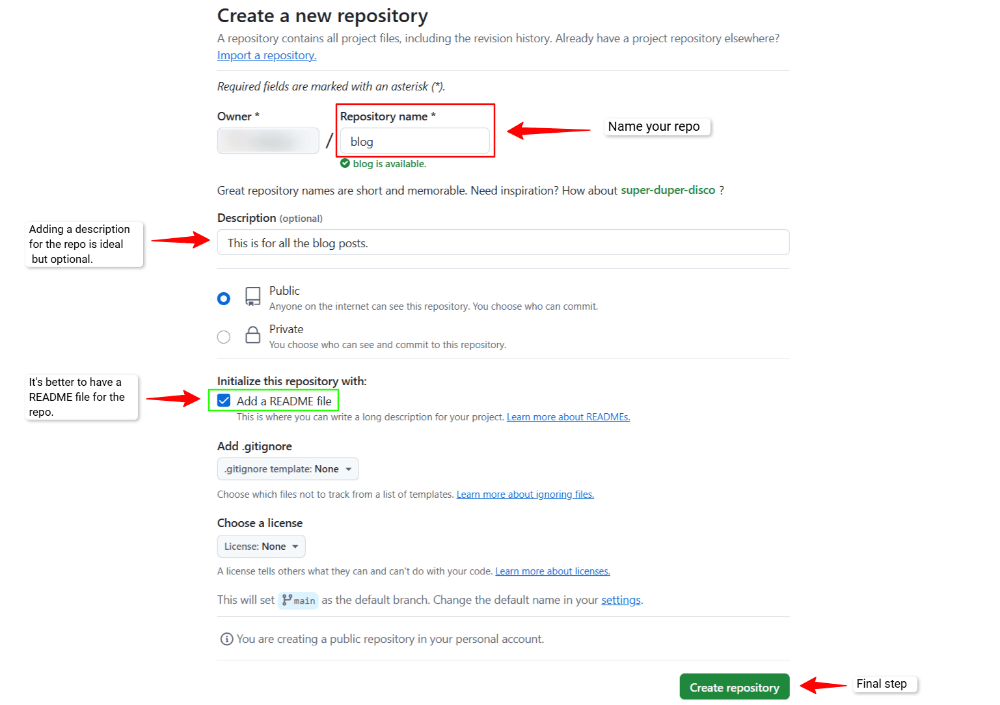 Create a new repository
A repository contains all project files, including the revision history. Already have a project repository elsewhere?
Import a repository.
Required fields are marked with an asterisk (*).
Owner *
Repository name *
/
blog
blog is available.
Name your repo
Great repository names are short and memorable. Need inspiration? How about super-duper-disco ?
Description (optional)
This is for all the blog posts.
Adding a description
for the repo is ideal
but optional.
Public
Anyone on the internet can see this repository. You choose who can commit.
Private
You choose who can see and commit to this repository.
Initialize this repository with:
Add a README file
This is where you can write a long description for your project. Learn more about READMEs.
It's better to have a
README file for the
repo.
Add .gitignore
.gitignore template: None
Choose which files not to track from a list of templates. Learn more about ignoring files.
Choose a license
License: None
A license tells others what they can and can't do with your code. Learn more about licenses.
This will set main as the default branch. Change the default name in your settings.
You are creating a public repository in your personal account.
Create repository
Final step